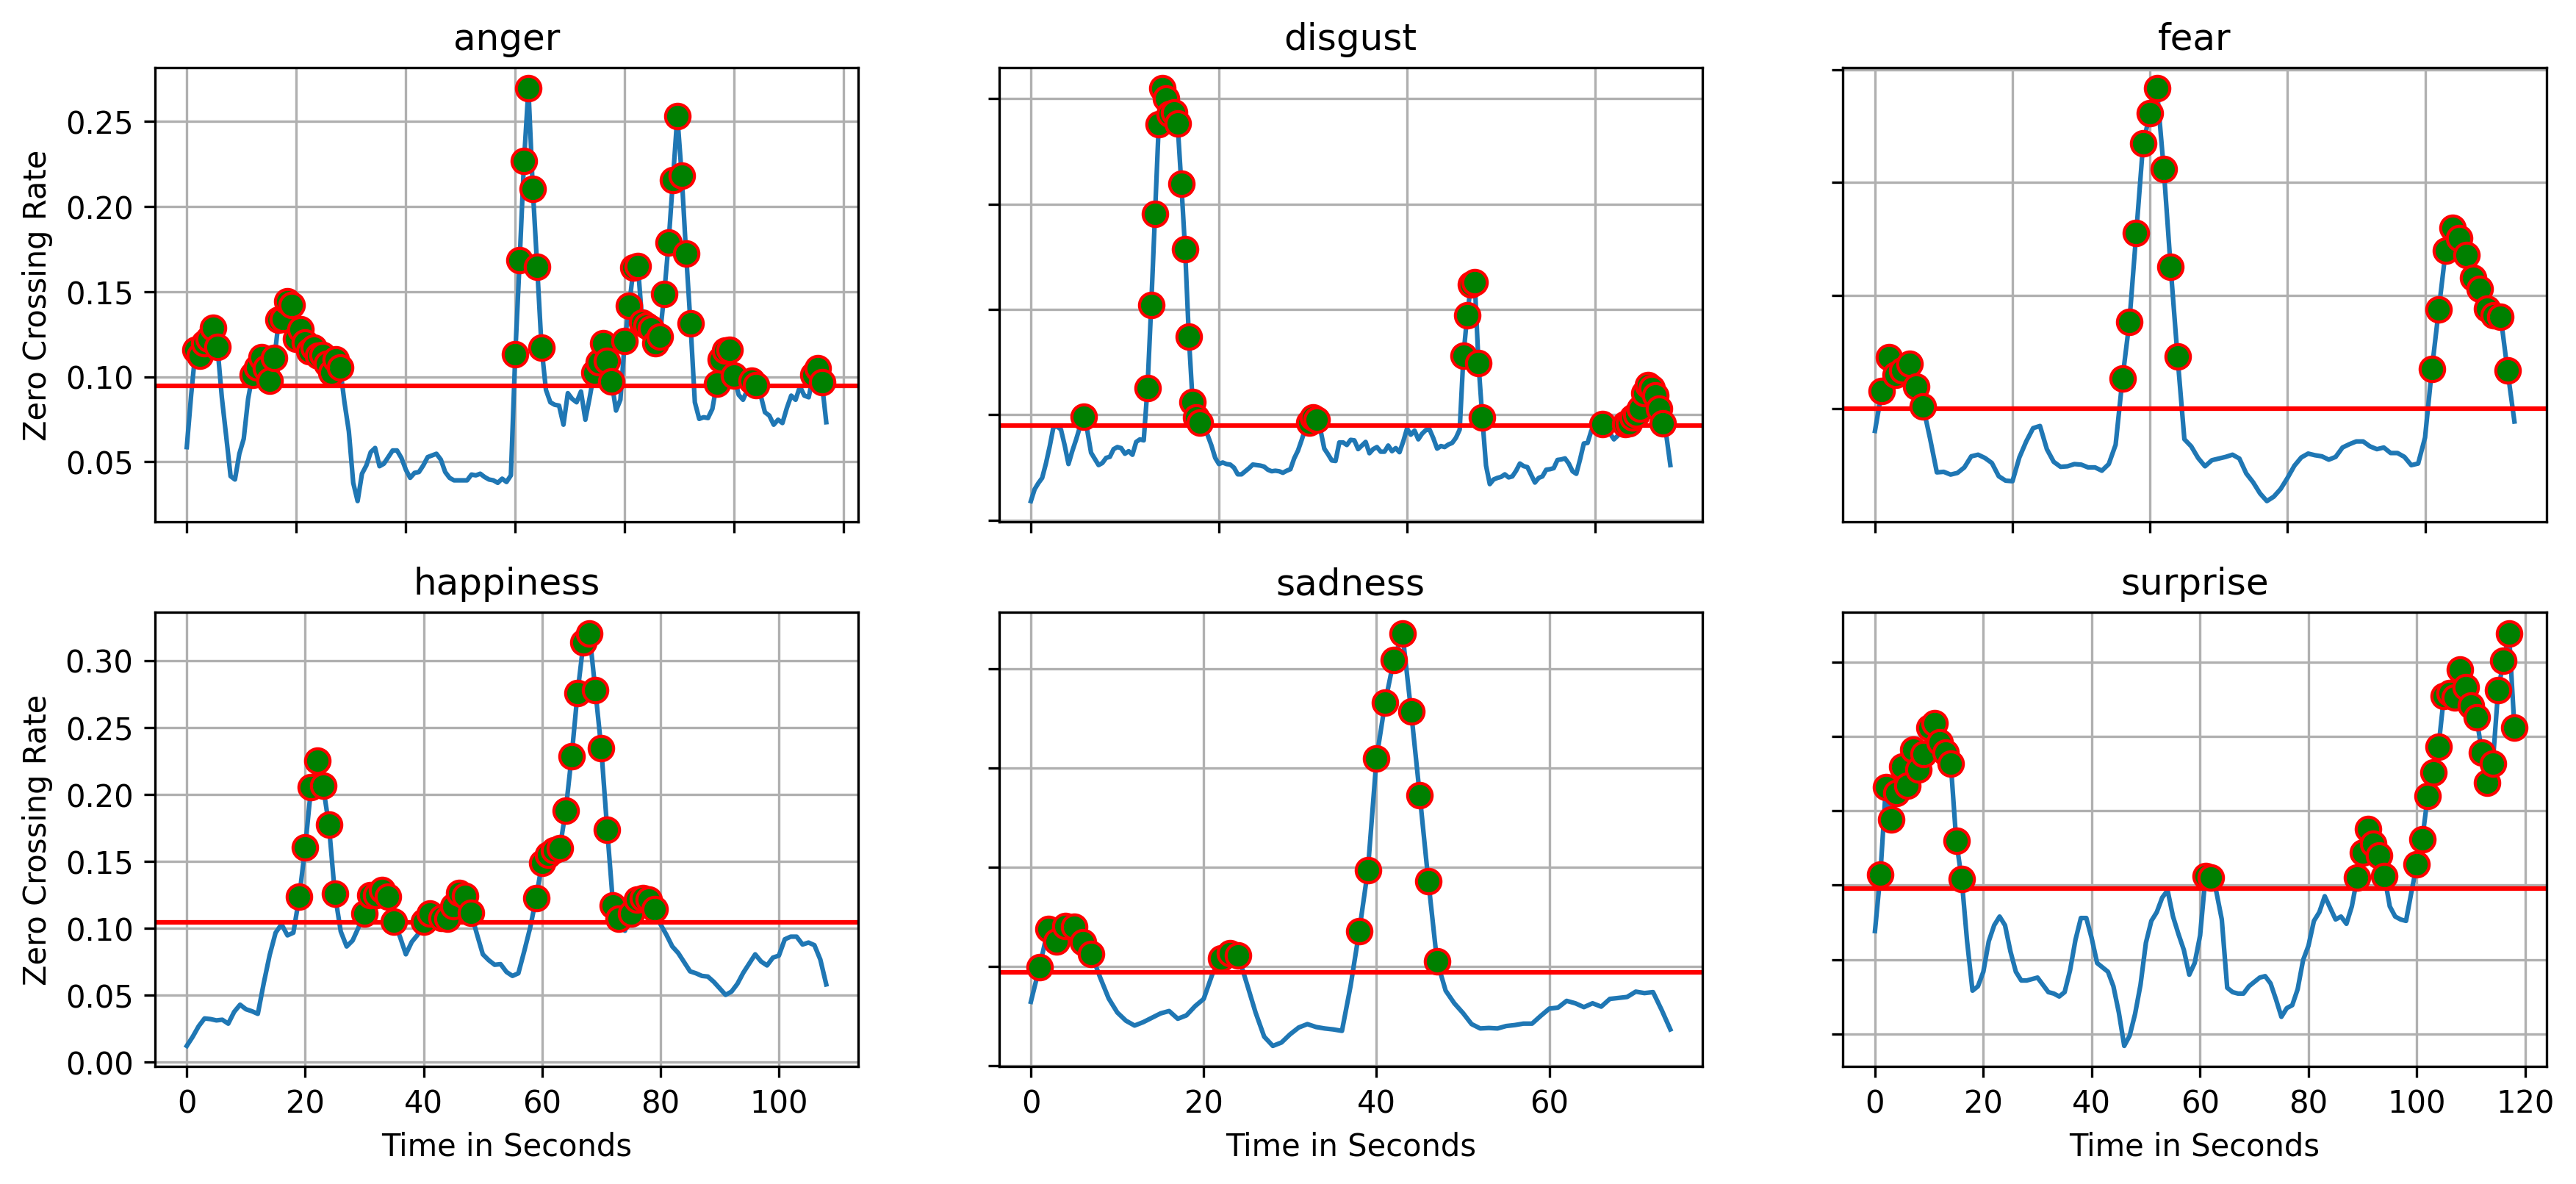 anger
disgust
fear
Zero Crossing Rate
0.25
0.20
0.15
0.10
0.05
happiness
sadness
surprise
Zero Crossing Rate
0.30
0.25
0.20
0.15
0.10
0.05
0.00
0 20 40 60 80 100
0 20 40 60
0 20 40 60 80 100 120
Time in Seconds
Time in Seconds
Time in Seconds